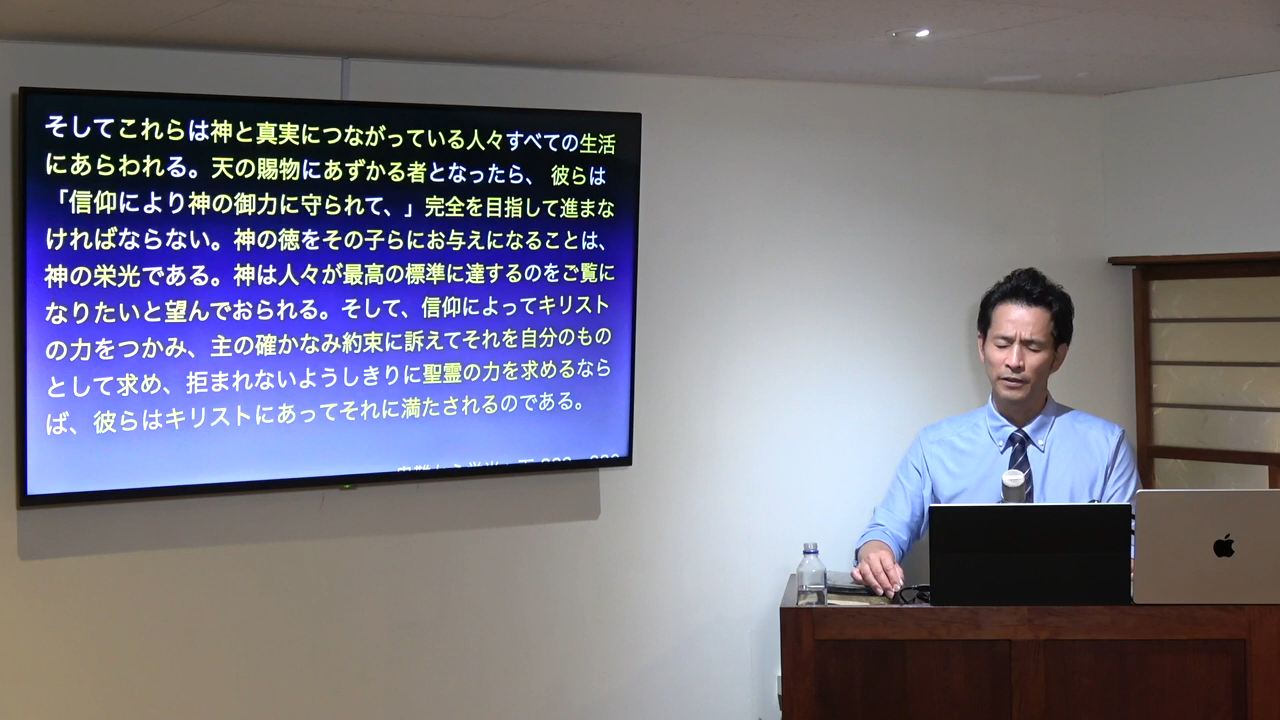 そしてこれらは神と真実につながっている人々すべての生活
にあらわれる。天の賜物にあずかる者となったら、 彼らは
「信仰により神の御力に守られて、」完全を目指して進まな
ければならない。神の徳をその子らにお与えになることは、
神の栄光である。神は人々が最高の標準に達するのをご覧に
なりたいと望んでおられる。そして、信仰によってキリスト
の力をつかみ、主の確かなみ約束に訴えてそれを自分のもの
として求め、拒まれないようしきりに聖霊の力を求めるなら
ば、彼らはキリストにあってそれに満たされるのである。